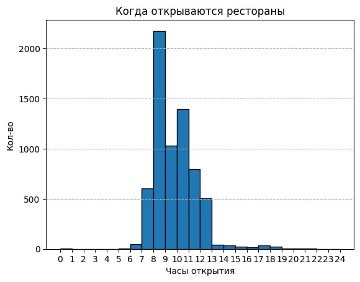 Когда открываются рестораны
2000
1500
1000
500
0
Кол-во
0 1 2 3 4 5 6 7 8 9 10 11 12 13 14 15 16 17 18 19 20 21 22 23 24
Часы открытия